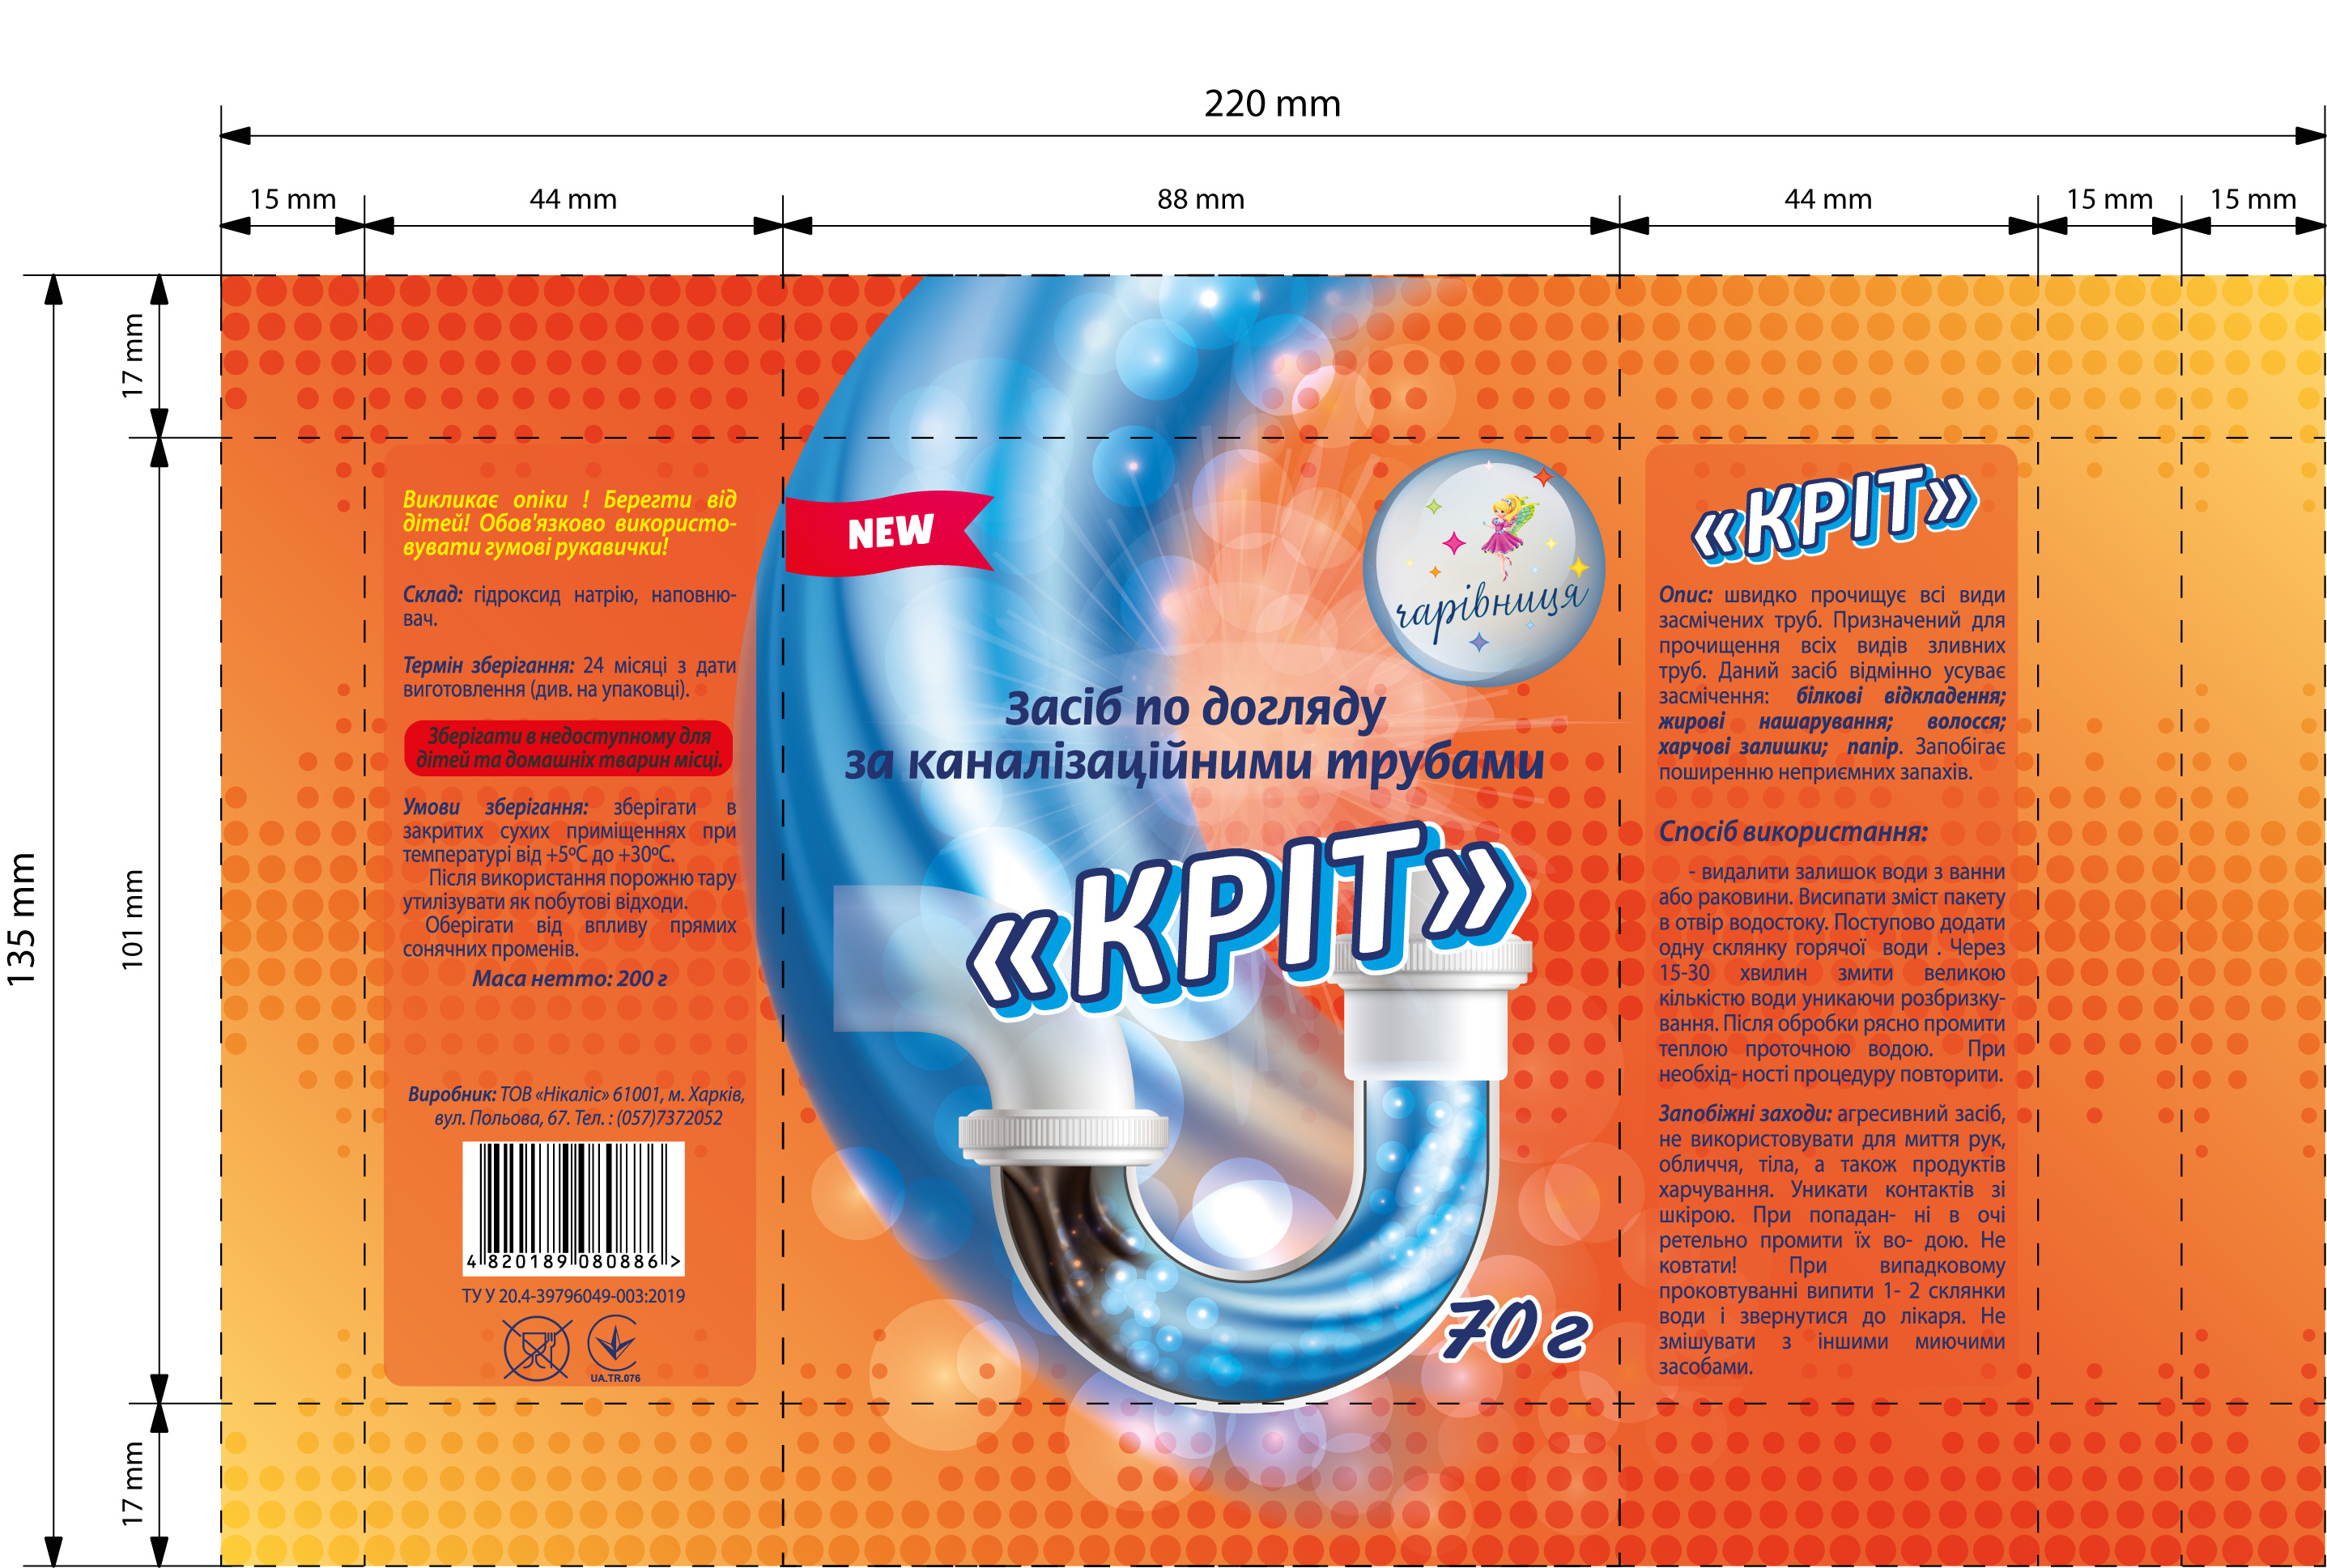 220 mm
15 mm
44 mm
88 mm
44 mm
15 mm
15 mm
135 mm
17 mm
101 mm
17 mm
Викликає опіки ! Берегти від
дітей! Обов'язково використо-
вувати гумові рукавички!
Склад: гідроксид натрію, наповню-
вач.
Термін зберігання: 24 місяці з дати
виготовлення (див. на упаковці).
Зберігати в недоступному для
дітей та домашніх тварин місці.
Умови зберігання: зберігати в
закритих сухих приміщеннях при
температурі від +5ºС до +30ºС.
Після використання порожню тару
утилізувати як побутові відходи.
Оберігати від впливу прямих
сонячних променів.
Маса нетто: 200 г
Виробник: ТОВ «Нікаліс» 61001, м. Харків,
вул. Польова, 67. Тел. : (057)7372052
4 820189 080886 >
ТУ У 20.4-39796049-003:2019
UA.TR.076
NEW
чарівниця
Засіб по догляду
за каналізаційними трубами
«КРІТ»
70 г
«КРІТ»
Опис: швидко прочищує всі види
засмічених труб. Призначений для
прочищення всіх видів зливних
труб. Даний засіб відмінно усуває
засмічення: білкові відкладення;
жирові нашарування; волосся;
харчові залишки; папір. Запобігає
поширенню неприємних запахів.
Спосіб використання:
- видалити залишок води з ванни
або раковини. Висипати зміст пакету
в отвір водостоку. Поступово додати
одну склянку горячої води . Через
15-30 хвилин змити великою
кількістю води уникаючи розбризку-
вання. Після обробки рясно промити
теплою проточною водою. При
необхід- ності процедуру повторити.
Запобіжні заходи: агресивний засіб,
не використовувати для миття рук,
обличчя, тіла, а також продуктів
харчування. Уникати контактів зі
шкірою. При попадан- ні в очі
ретельно промити їх во- дою. Не
ковтати! При випадковому
проковтуванні випити 1- 2 склянки
води і звернутися до лікаря. Не
змішувати з іншими миючими
засобами.